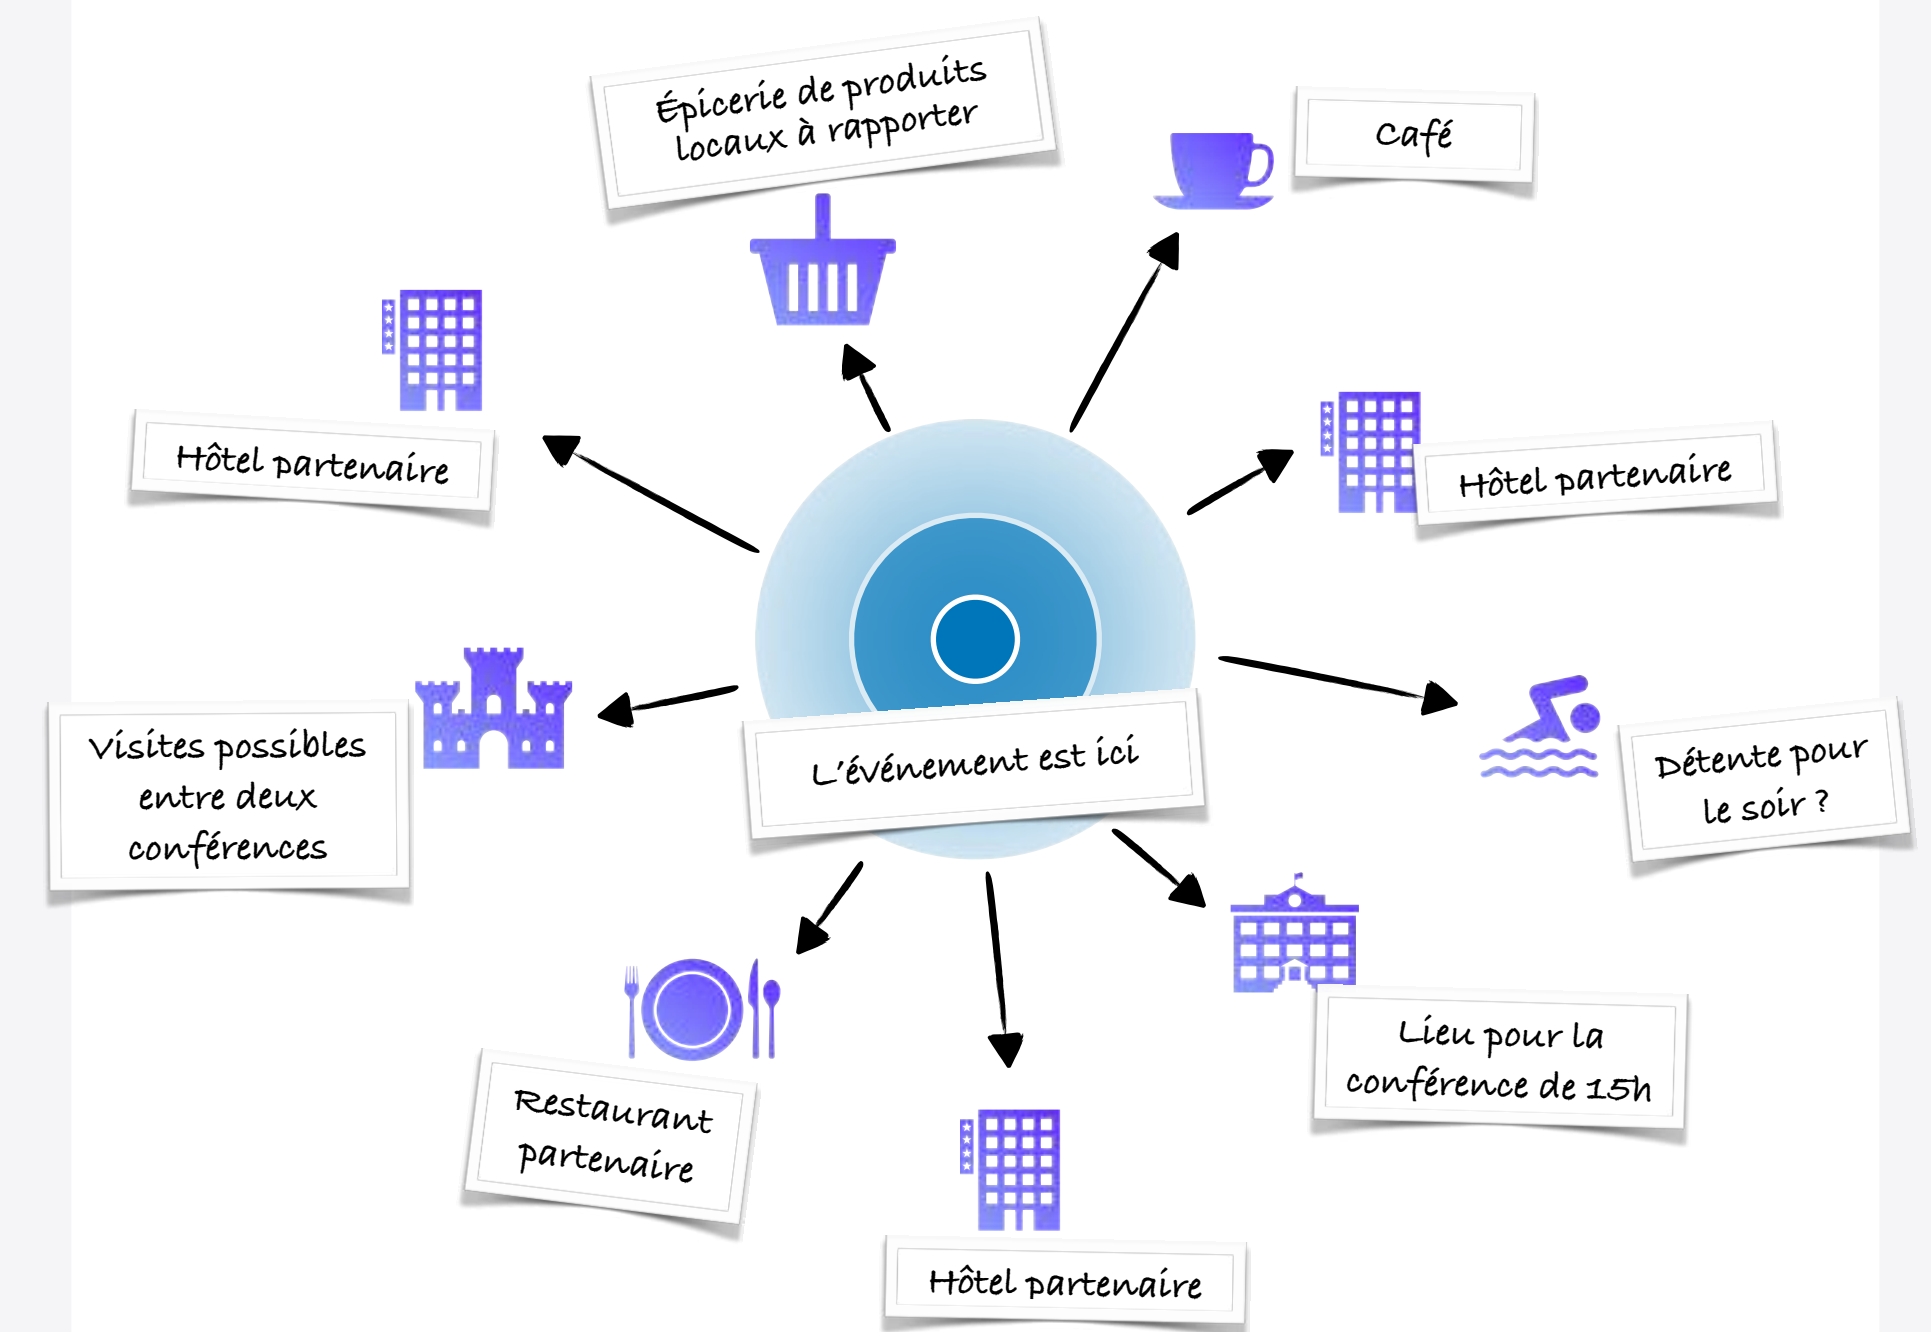 Épicerie de produits
locaux à rapporter
Café
Hôtel partenaire
Hôtel partenaire
Visites possibles
entre deux
conférences
L'événement est ici
Détente pour
le soir ?
Lieu pour la
conférence de 15h
Restaurant
partenaire
Hôtel partenaire